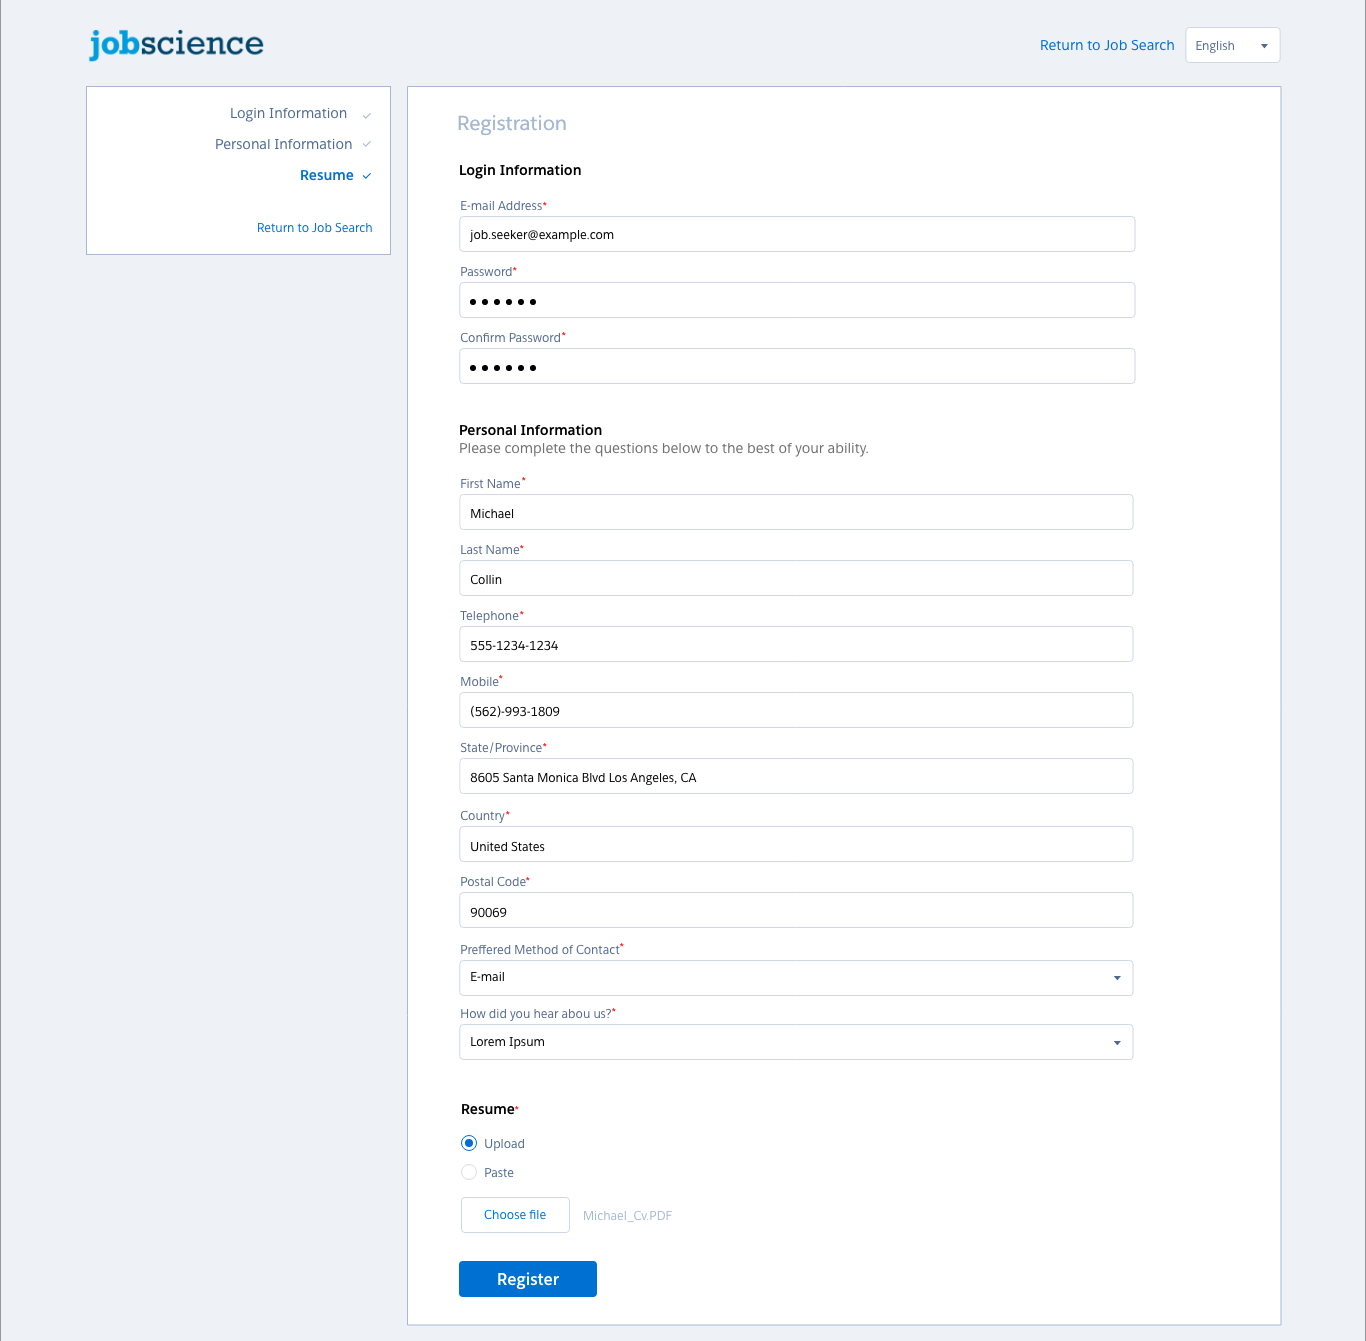 jobscience
Return to Job Search
English
Login Information
Personal Information
Resume
Return to Job Search
Registration
Login Information
E-mail Address*
job.seeker@example.com
Password*
••••••
Confirm Password*
••••••
Personal Information
Please complete the questions below to the best of your ability.
First Name*
Michael
Last Name*
Collin
Telephone*
555-1234-1234
Mobile*
(562)-993-1809
State/Province*
8605 Santa Monica Blvd Los Angeles, CA
Country*
United States
Postal Code*
90069
Preffered Method of Contact*
E-mail
How did you hear abou us?*
Lorem Ipsum
Resume*
Upload
Paste
Choose file
Michael_Cv.PDF
Register